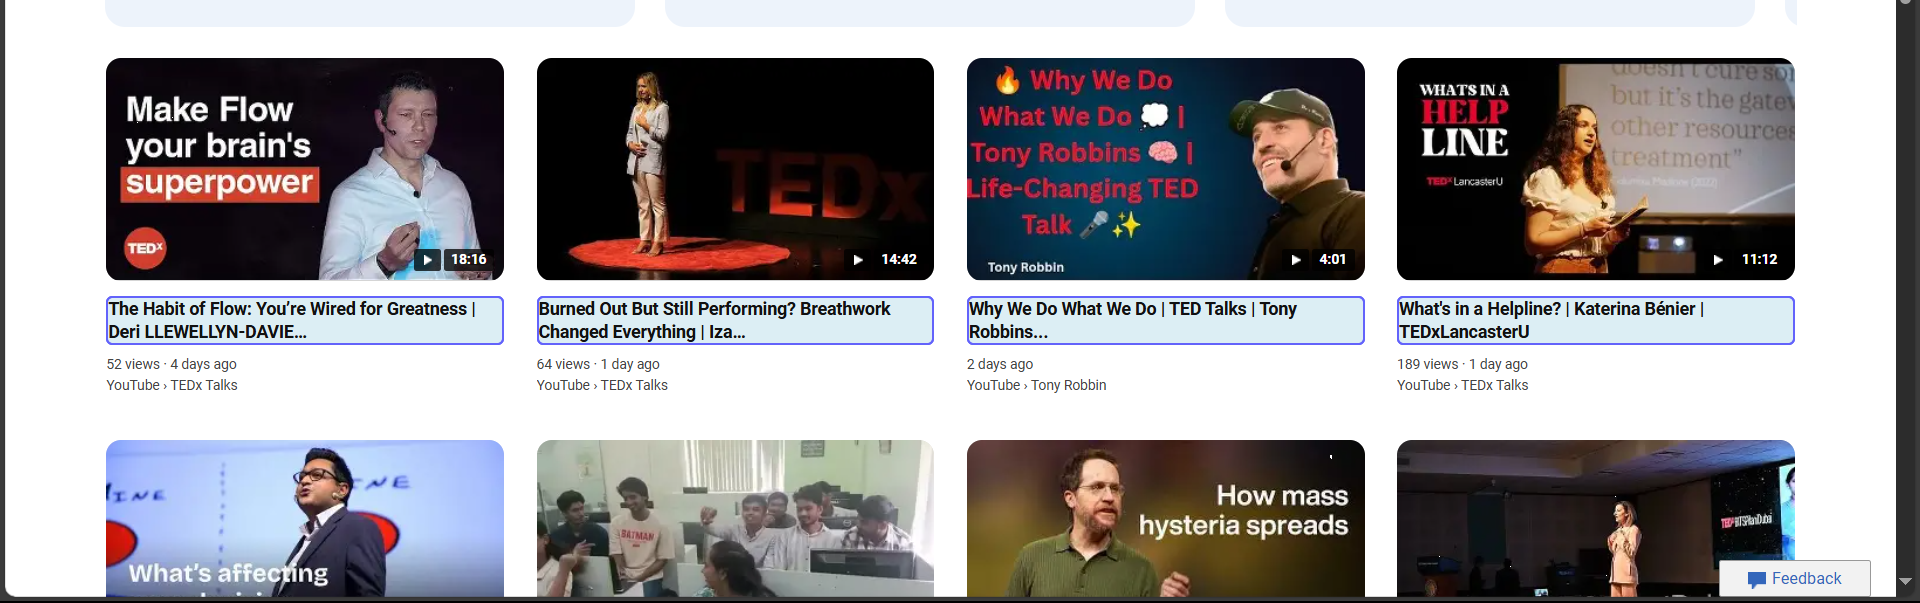 Make Flow
your brain's
superpower
TEDx
18:16
TEDx
14:42
🔥 Why We Do
What We Do 💭 |
Tony Robbins 🧠 |
Life-Changing TED
Talk 🎤✨
Tony Robbin
4:01
WHAT'S IN A
HELP
LINE
TEDx LancasterU
doesn't cure
but it's the
other resources
treatment"
11:12
The Habit of Flow: You’re Wired for Greatness |
Deri LLEWELLYN-DAVIE...
Burned Out But Still Performing? Breathwork
Changed Everything | Iza...
Why We Do What We Do | TED Talks | Tony
Robbins...
What's in a Helpline? | Katerina Bénier |
TEDxLancasterU
52 views · 4 days ago
YouTube › TEDx Talks
64 views · 1 day ago
YouTube › TEDx Talks
2 days ago
YouTube › Tony Robbin
189 views · 1 day ago
YouTube › TEDx Talks
What's affecting
BATMAN
How mass
hysteria spreads
Feedback